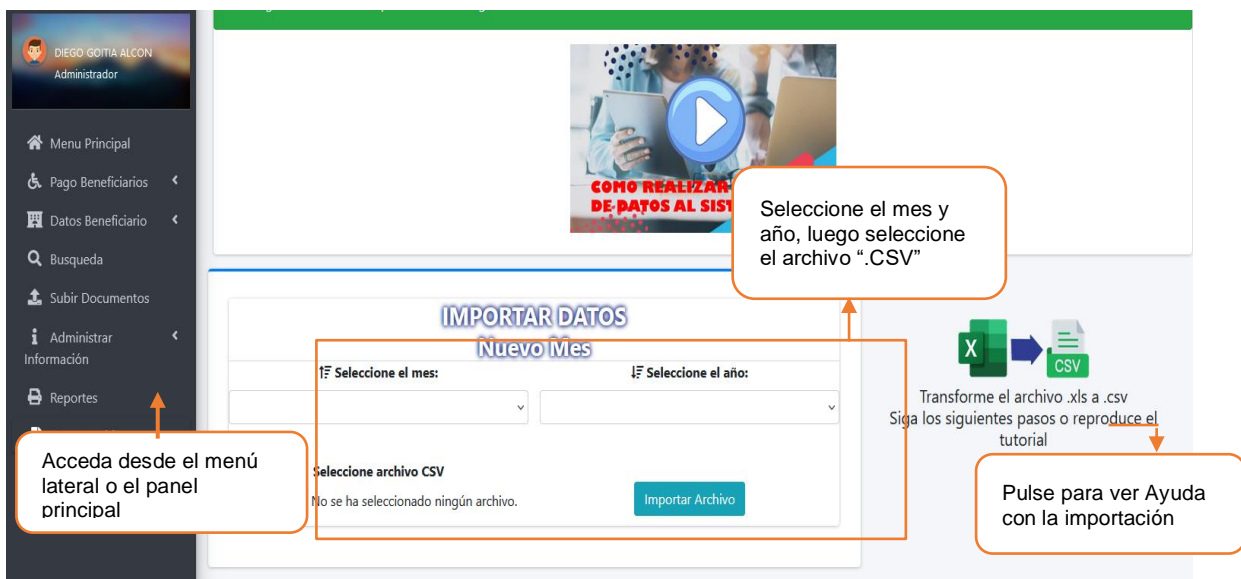 DIEGO GOITIA ALCON
Administrador
Menu Principal
Pago Beneficiarios
Datos Beneficiario
Busqueda
Subir Documentos
Administrar
Información
Reportes
Acceda desde el menú
lateral o el panel
principal
COMO REALIZAR
DE DATOS AL SIST
Seleccione el mes y
año, luego seleccione
el archivo “.CSV”
IMPORTAR DATOS
Nuevo Mes
Seleccione el mes:
Seleccione el año:
Seleccione archivo CSV
No se ha seleccionado ningún archivo.
Importar Archivo
X
CSV
Transforme el archivo .xls a .csv
Siga los siguientes pasos o reproduce el
tutorial
Pulse para ver Ayuda
con la importación